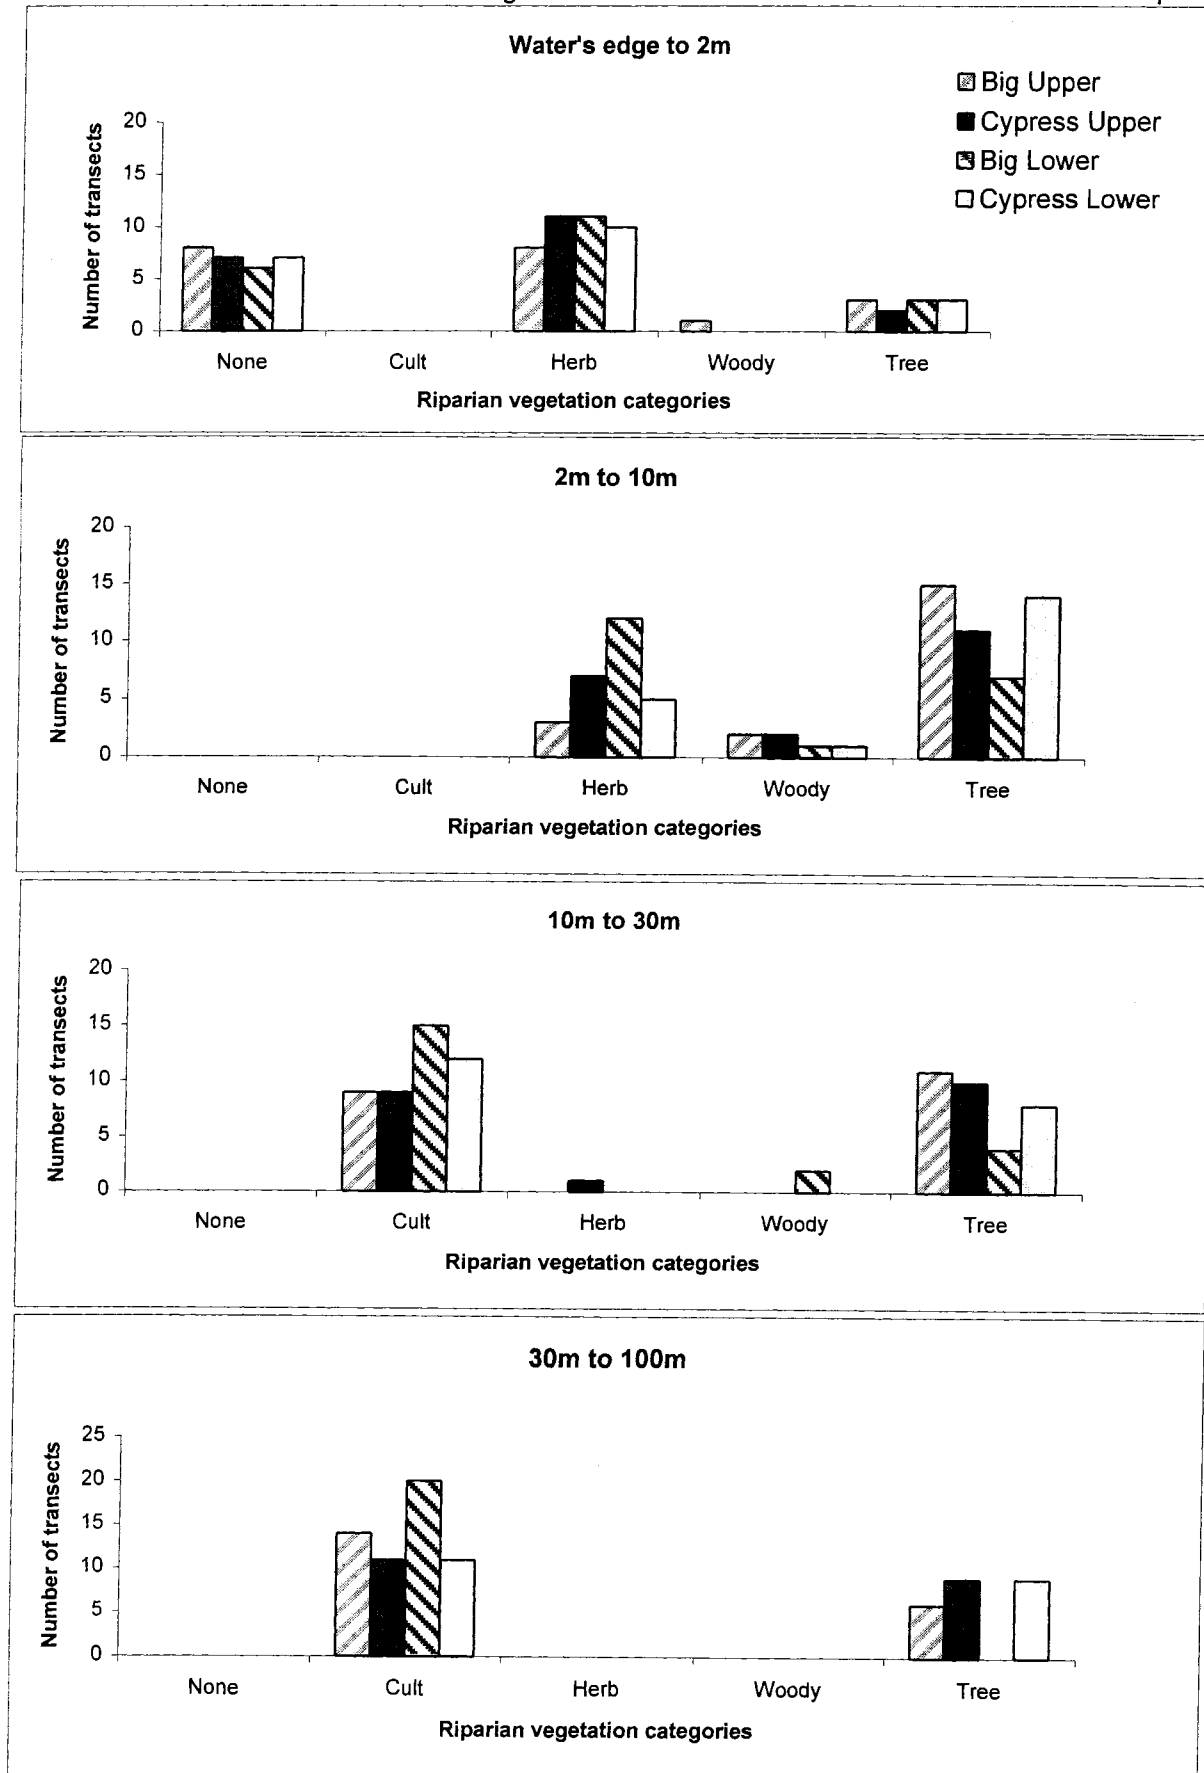 Water's edge to 2m
Big Upper
Cypress Upper
Big Lower
Cypress Lower
Number of transects
20
15
10
5
0
None Cult Herb Woody Tree
Riparian vegetation categories
2m to 10m
Number of transects
20
15
10
5
0
None Cult Herb Woody Tree
Riparian vegetation categories
10m to 30m
Number of transects
20
15
10
5
0
None Cult Herb Woody Tree
Riparian vegetation categories
30m to 100m
Number of transects
25
20
15
10
5
0
None Cult Herb Woody Tree
Riparian vegetation categories